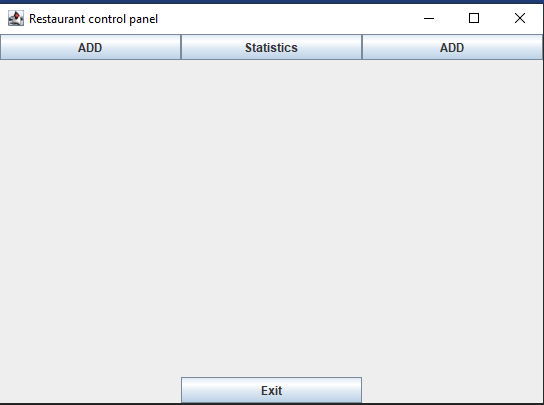 Restaurant control panel
ADD Statistics ADD
Exit